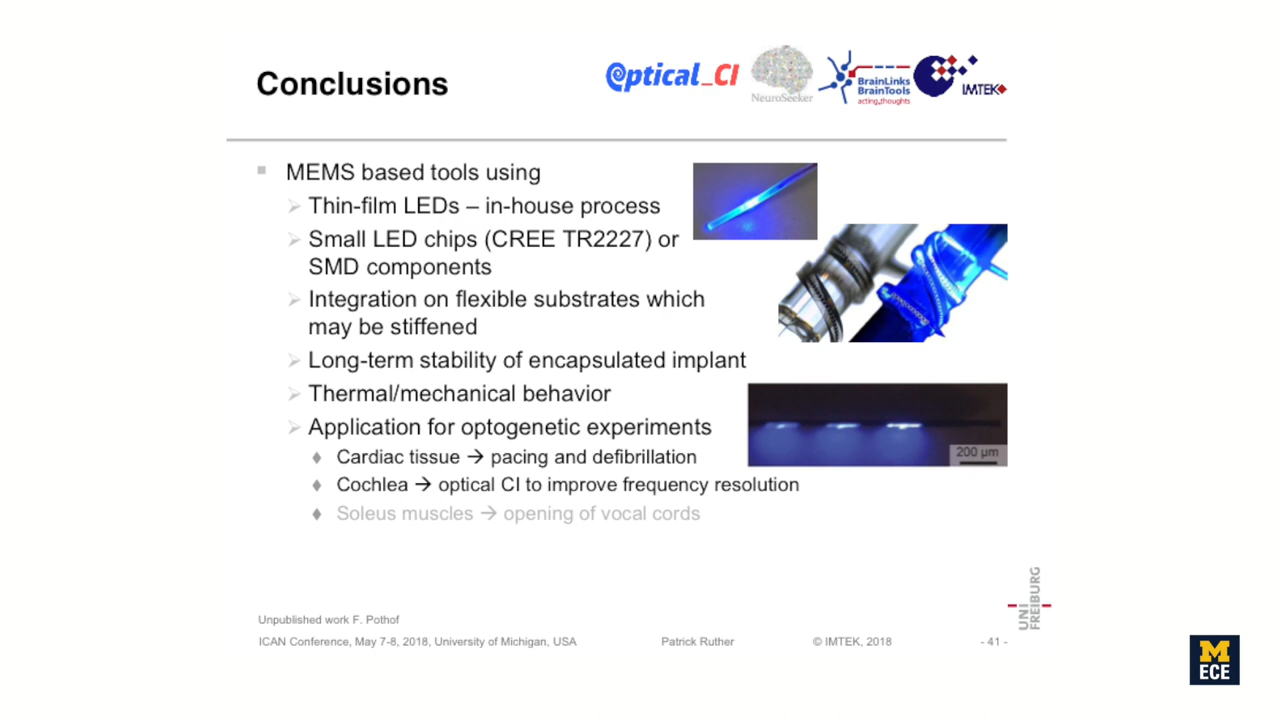 Conclusions
Optical_CI
NeuroSeeker
BrainLinks
BrainTools
acting_thoughts
IMTEK
MEMS based tools using
Thin-film LEDs – in-house process
Small LED chips (CREE TR2227) or
SMD components
Integration on flexible substrates which
may be stiffened
Long-term stability of encapsulated implant
Thermal/mechanical behavior
Application for optogenetic experiments
200 µm
Cardiac tissue → pacing and defibrillation
Cochlea → optical CI to improve frequency resolution
Soleus muscles → opening of vocal cords
UNI
FREIBURG
Unpublished work F. Pothof
ICAN Conference, May 7-8, 2018, University of Michigan, USA Patrick Ruther © IMTEK, 2018 - 41 -
M
ECE